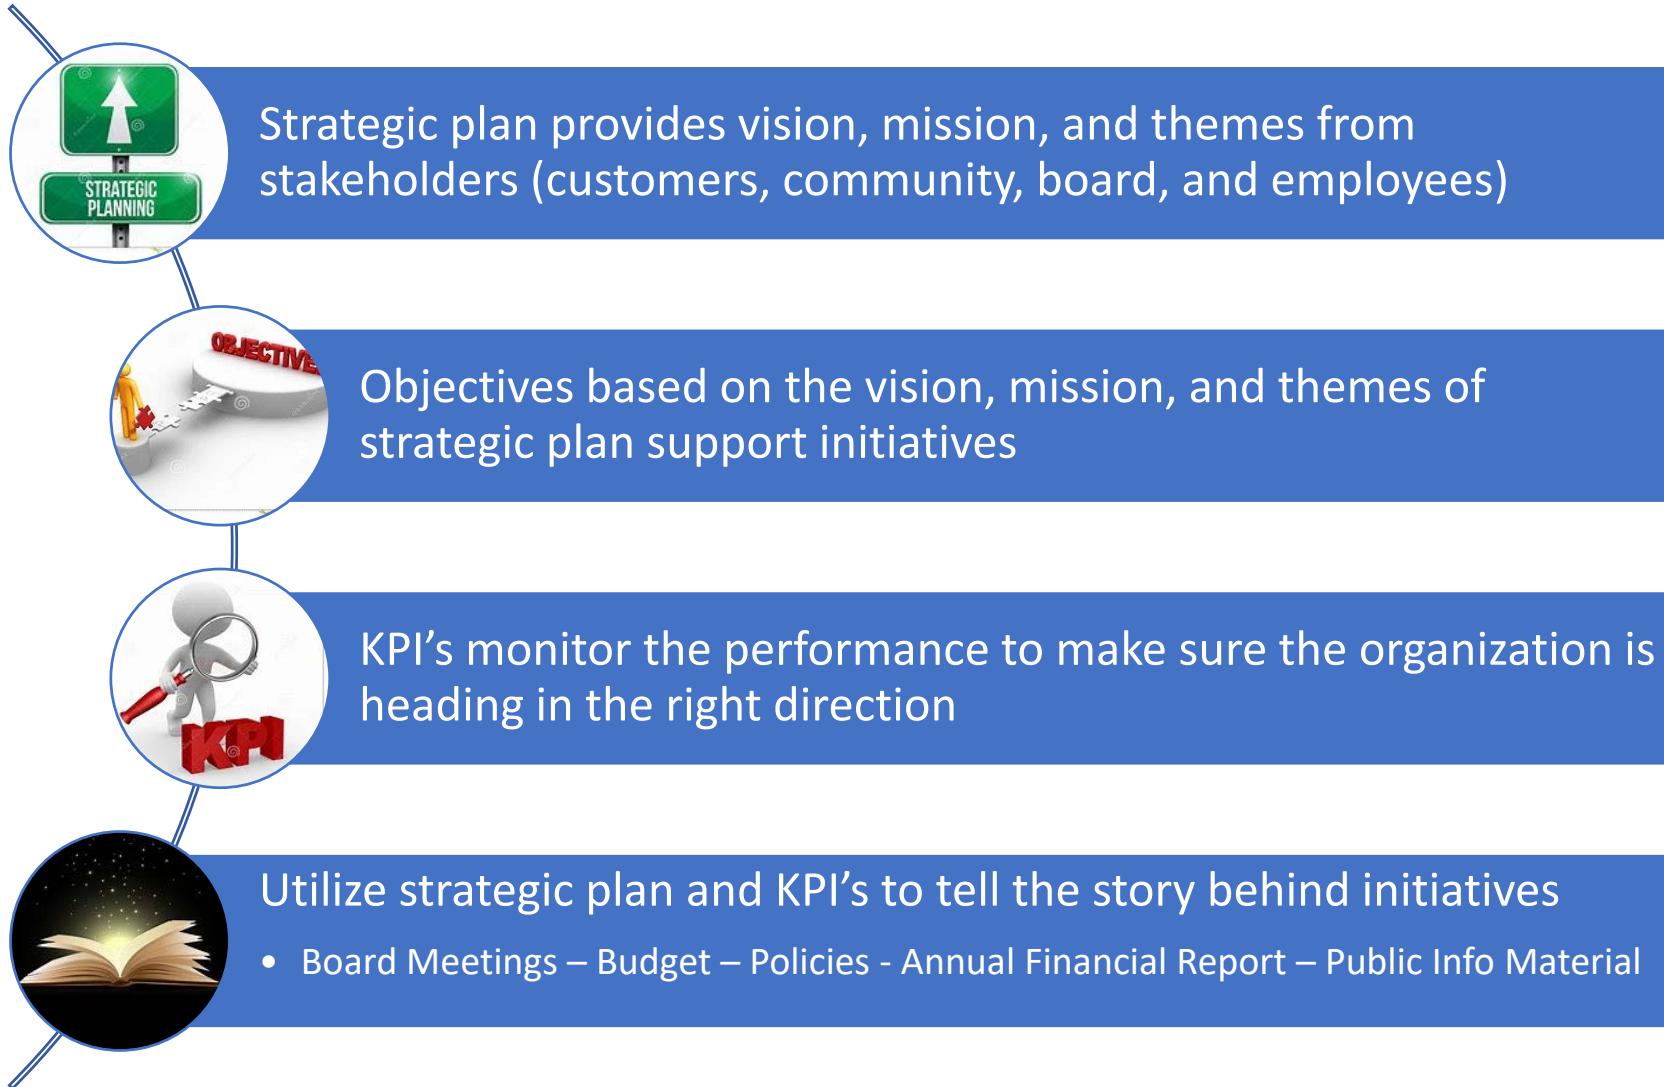 STRATEGIC
PLANNING
Strategic plan provides vision, mission, and themes from
stakeholders (customers, community, board, and employees)
OBJECTIVE
Objectives based on the vision, mission, and themes of
strategic plan support initiatives
KPI
KPI’s monitor the performance to make sure the organization is
heading in the right direction
Utilize strategic plan and KPI’s to tell the story behind initiatives
• Board Meetings – Budget – Policies - Annual Financial Report – Public Info Material